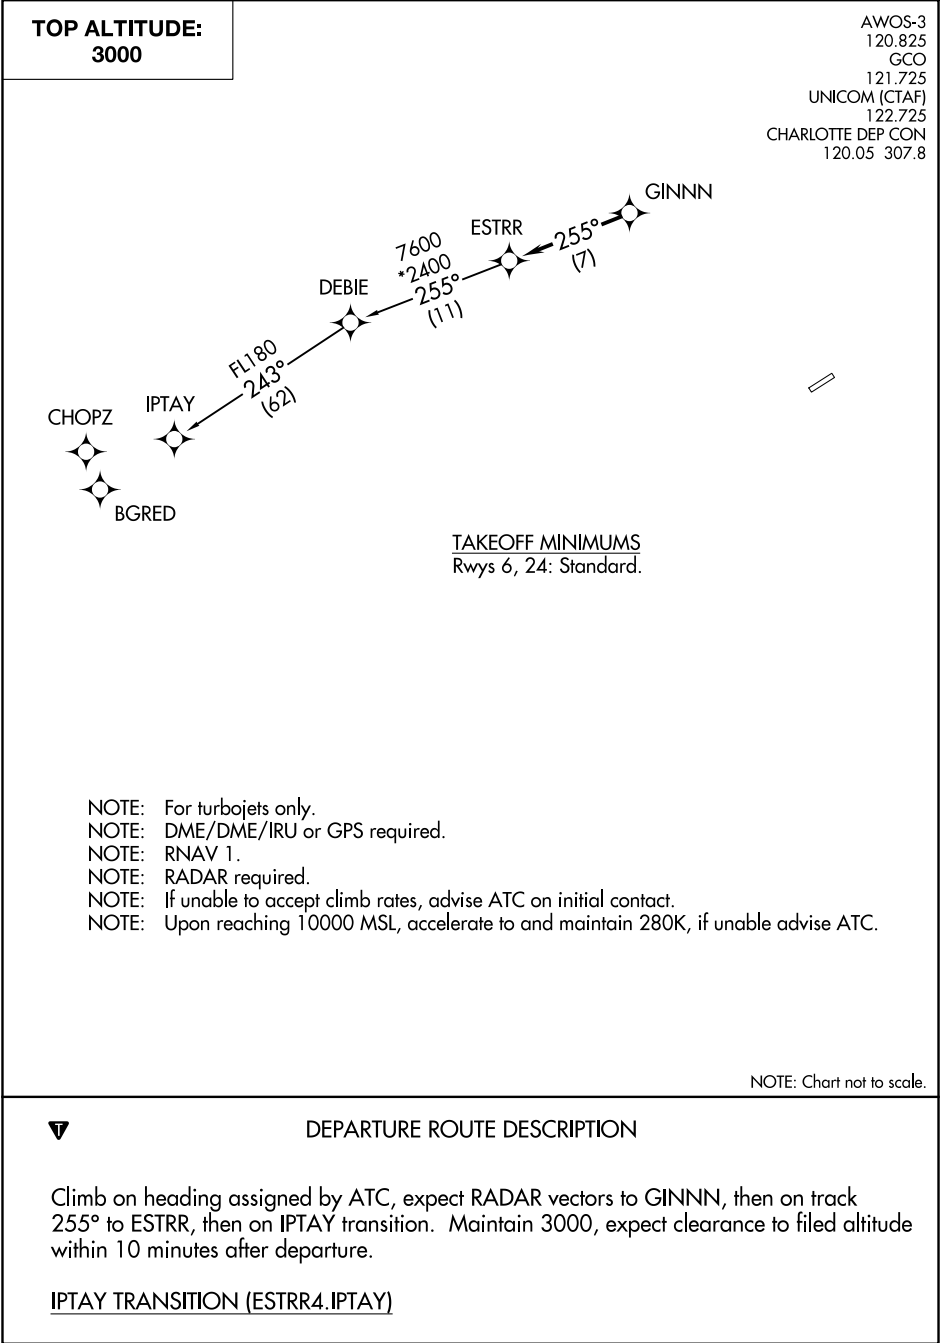 TOP ALTITUDE:
3000
AWOS-3
120.825
GCO
121.725
UNICOM (CTAF)
122.725
CHARLOTTE DEP CON
120.05 307.8
GINNN
ESTRR
255°
(7)
7600
*2400
255°
(11)
DEBIE
FL180
243°
(62)
IPTAY
CHOPZ
BGRED
TAKEOFF MINIMUMS
Rwys 6, 24: Standard.
NOTE: For turbojets only.
NOTE: DME/DME/IRU or GPS required.
NOTE: RNAV 1.
NOTE: RADAR required.
NOTE: If unable to accept climb rates, advise ATC on initial contact.
NOTE: Upon reaching 10000 MSL, accelerate to and maintain 280K, if unable advise ATC.
NOTE: Chart not to scale.
T
DEPARTURE ROUTE DESCRIPTION
Climb on heading assigned by ATC, expect RADAR vectors to GINNN, then on track
255° to ESTRR, then on IPTAY transition. Maintain 3000, expect clearance to filed altitude
within 10 minutes after departure.
IPTAY TRANSITION (ESTRR4.IPTAY)